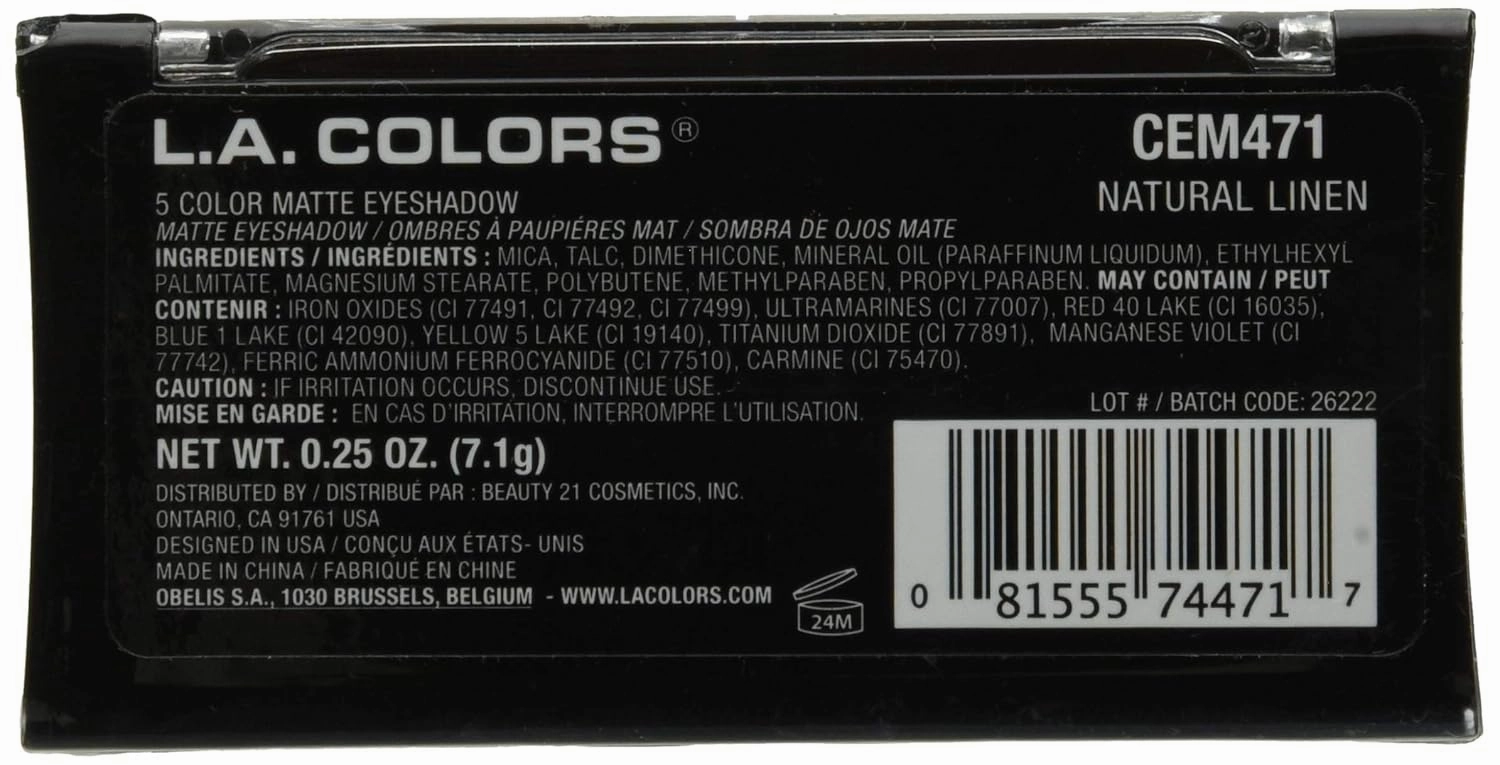 L.A. COLORS®
CEM471
NATURAL LINEN
5 COLOR MATTE EYESHADOW
MATTE EYESHADOW / OMBRES À PAUPIÉRES MAT / SOMBRA DE OJOS MATE
INGREDIENTS / INGRÉDIENTS : MICA, TALC, DIMETHICONE, MINERAL OIL (PARAFFINUM LIQUIDUM), ETHYLHEXYL
PALMITATE, MAGNESIUM STEARATE, POLYBUTENE, METHYLPARABEN, PROPYLPARABEN. MAY CONTAIN / PEUT
CONTENIR : IRON OXIDES (CI 77491, CI 77492, CI 77499), ULTRAMARINES (CI 77007), RED 40 LAKE (CI 16035),
BLUE 1 LAKE (CI 42090), YELLOW 5 LAKE (CI 19140), TITANIUM DIOXIDE (CI 77891), MANGANESE VIOLET (CI
77742), FERRIC AMMONIUM FERROCYANIDE (CI 77510), CARMINE (CI 75470).
CAUTION : IF IRRITATION OCCURS, DISCONTINUE USE.
MISE EN GARDE : EN CAS D'IRRITATION, INTERROMPRE L'UTILISATION.
NET WT. 0.25 OZ. (7.1g)
DISTRIBUTED BY / DISTRIBUÉ PAR : BEAUTY 21 COSMETICS, INC.
ONTARIO, CA 91761 USA
DESIGNED IN USA / CONÇU AUX ÉTATS- UNIS
MADE IN CHINA / FABRIQUÉ EN CHINE
OBELIS S.A., 1030 BRUSSELS, BELGIUM - WWW.LACOLORS.COM
24M
LOT # / BATCH CODE: 26222
0 81555 74471 7